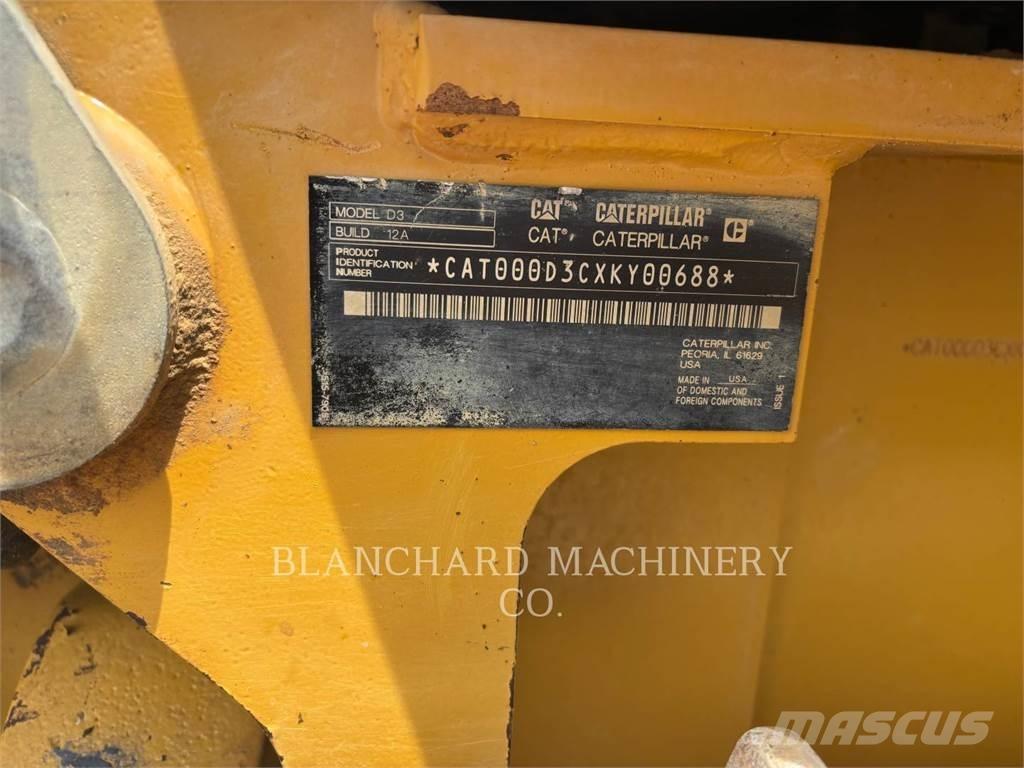 MODEL D3
BUILD 12A
CAT CATERPILLAR®
CAT® CATERPILLAR®
PRODUCT
IDENTIFICATION
NUMBER
*CAT000D3CXKY00688*
CATERPILLAR INC.
PEORIA, IL 61629
USA
MADE IN USA
OF DOMESTIC AND
FOREIGN COMPONENTS
ISSUE 1
BLANCHARD MACHINERY
CO.
MASCUS